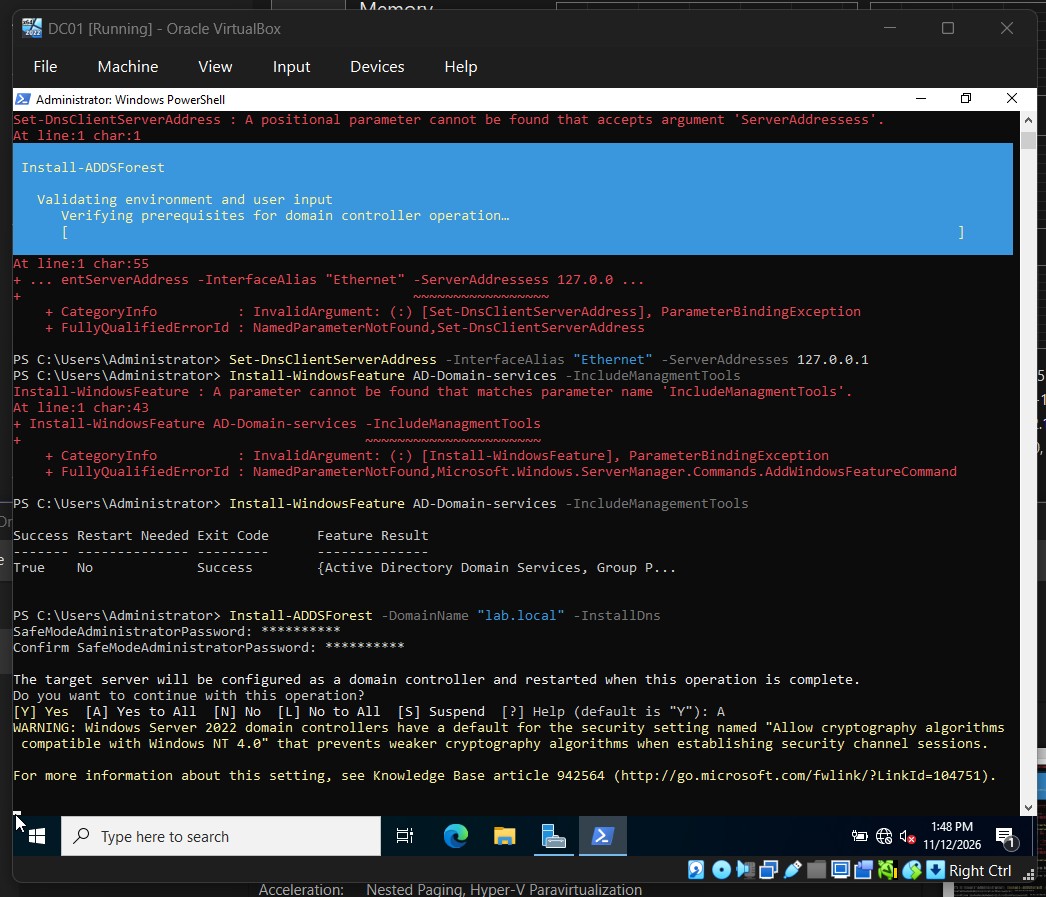 Memory
DC01 [Running] - Oracle VirtualBox
File Machine View Input Devices Help
Administrator: Windows PowerShell
Set-DnsClientServerAddress : A positional parameter cannot be found that accepts argument 'ServerAddressess'.
At line:1 char:1
Install-ADDSForest
Validating environment and user input
Verifying prerequisites for domain controller operation…
[ ]
At line:1 char:55
+ ... entServerAddress -InterfaceAlias "Ethernet" -ServerAddressess 127.0.0 ...
+ ~~~~~~~~~~~~~~~~~
+ CategoryInfo : InvalidArgument: (:) [Set-DnsClientServerAddress], ParameterBindingException
+ FullyQualifiedErrorId : NamedParameterNotFound,Set-DnsClientServerAddress
PS C:\Users\Administrator> Set-DnsClientServerAddress -InterfaceAlias "Ethernet" -ServerAddresses 127.0.0.1
PS C:\Users\Administrator> Install-WindowsFeature AD-Domain-services -IncludeManagmentTools
Install-WindowsFeature : A parameter cannot be found that matches parameter name 'IncludeManagmentTools'.
At line:1 char:43
+ Install-WindowsFeature AD-Domain-services -IncludeManagmentTools
+ ~~~~~~~~~~~~~~~~~~~~~~
+ CategoryInfo : InvalidArgument: (:) [Install-WindowsFeature], ParameterBindingException
+ FullyQualifiedErrorId : NamedParameterNotFound,Microsoft.Windows.ServerManager.Commands.AddWindowsFeatureCommand
PS C:\Users\Administrator> Install-WindowsFeature AD-Domain-services -IncludeManagementTools
Success Restart Needed Exit Code Feature Result
------- -------------- --------- --------------
True No Success {Active Directory Domain Services, Group P...
PS C:\Users\Administrator> Install-ADDSForest -DomainName "lab.local" -InstallDns
SafeModeAdministratorPassword: **********
Confirm SafeModeAdministratorPassword: **********
The target server will be configured as a domain controller and restarted when this operation is complete.
Do you want to continue with this operation?
[Y] Yes [A] Yes to All [N] No [L] No to All [S] Suspend [?] Help (default is "Y"): A
WARNING: Windows Server 2022 domain controllers have a default for the security setting named "Allow cryptography algorithms
compatible with Windows NT 4.0" that prevents weaker cryptography algorithms when establishing security channel sessions.
For more information about this setting, see Knowledge Base article 942564 (http://go.microsoft.com/fwlink/?LinkId=104751).
Type here to search
1:48 PM
11/12/2026
1
Right Ctrl
Acceleration: Nested Paging, Hyper-V Paravirtualization